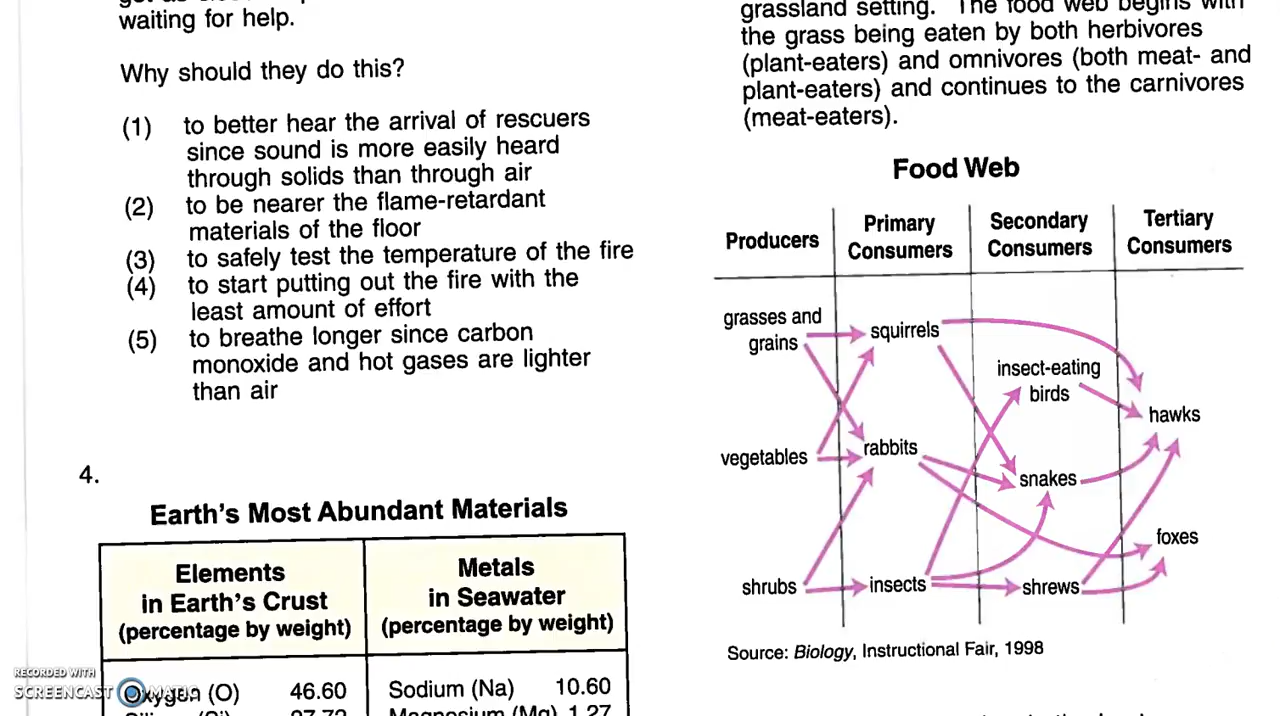 waiting for help.
Why should they do this?
(1) to better hear the arrival of rescuers
since sound is more easily heard
through solids than through air
(2) to be nearer the flame-retardant
materials of the floor
(3) to safely test the temperature of the fire
(4) to start putting out the fire with the
least amount of effort
(5) to breathe longer since carbon
monoxide and hot gases are lighter
than air
4.
Earth's Most Abundant Materials
Elements
in Earth's Crust
(percentage by weight)
Metals
in Seawater
(percentage by weight)
Oxygen (O) 46.60
Sodium (Na) 10.60
Magnesium (Mg) 1.27
grassland setting. The food web begins with
the grass being eaten by both herbivores
(plant-eaters) and omnivores (both meat- and
plant-eaters) and continues to the carnivores
(meat-eaters).
Food Web
Producers
Primary
Consumers
Secondary
Consumers
Tertiary
Consumers
grasses and
grains
squirrels
insect-eating
birds
hawks
vegetables
rabbits
snakes
foxes
shrubs
insects
shrews
Source: Biology, Instructional Fair, 1998
RECORDED WITH
SCREENCAST MATIC